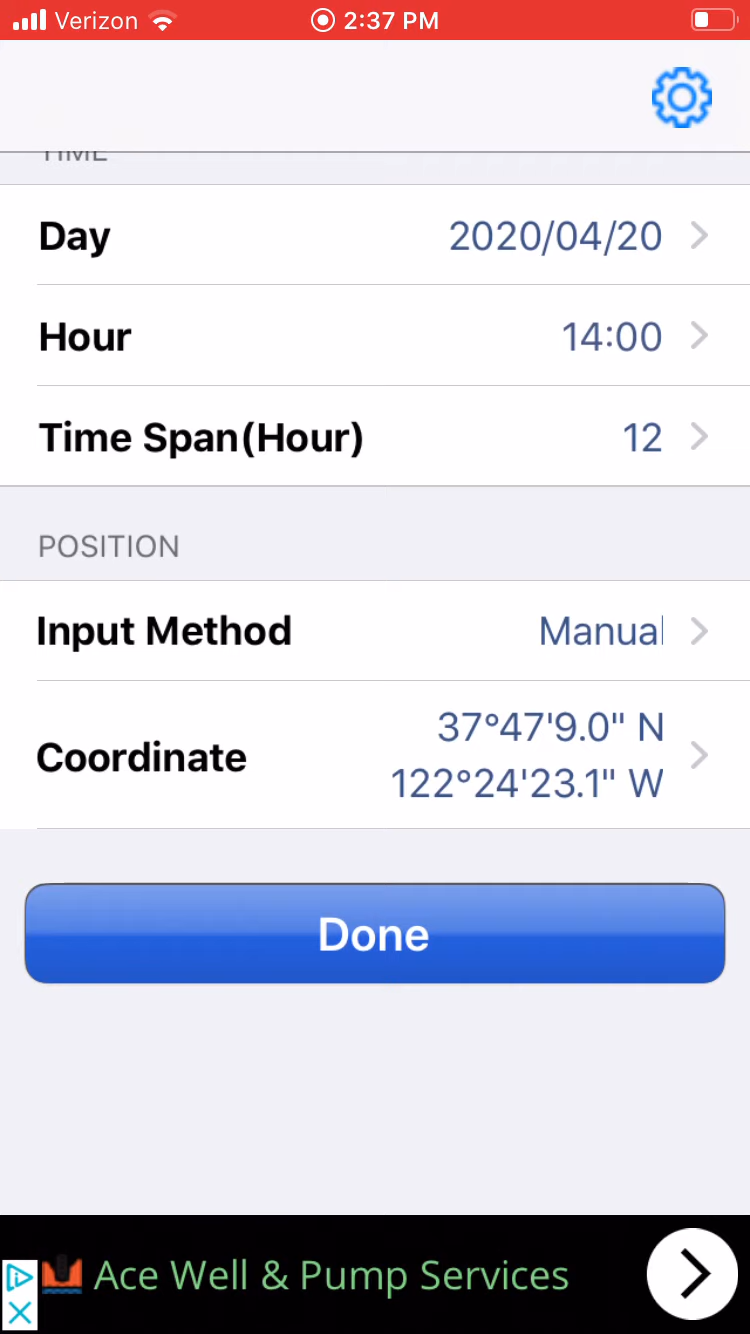 Verizon 2:37 PM
TIME
Day 2020/04/20
Hour 14:00
Time Span(Hour) 12
POSITION
Input Method Manual
Coordinate 37°47'9.0" N
122°24'23.1" W
Done
Ace Well & Pump Services